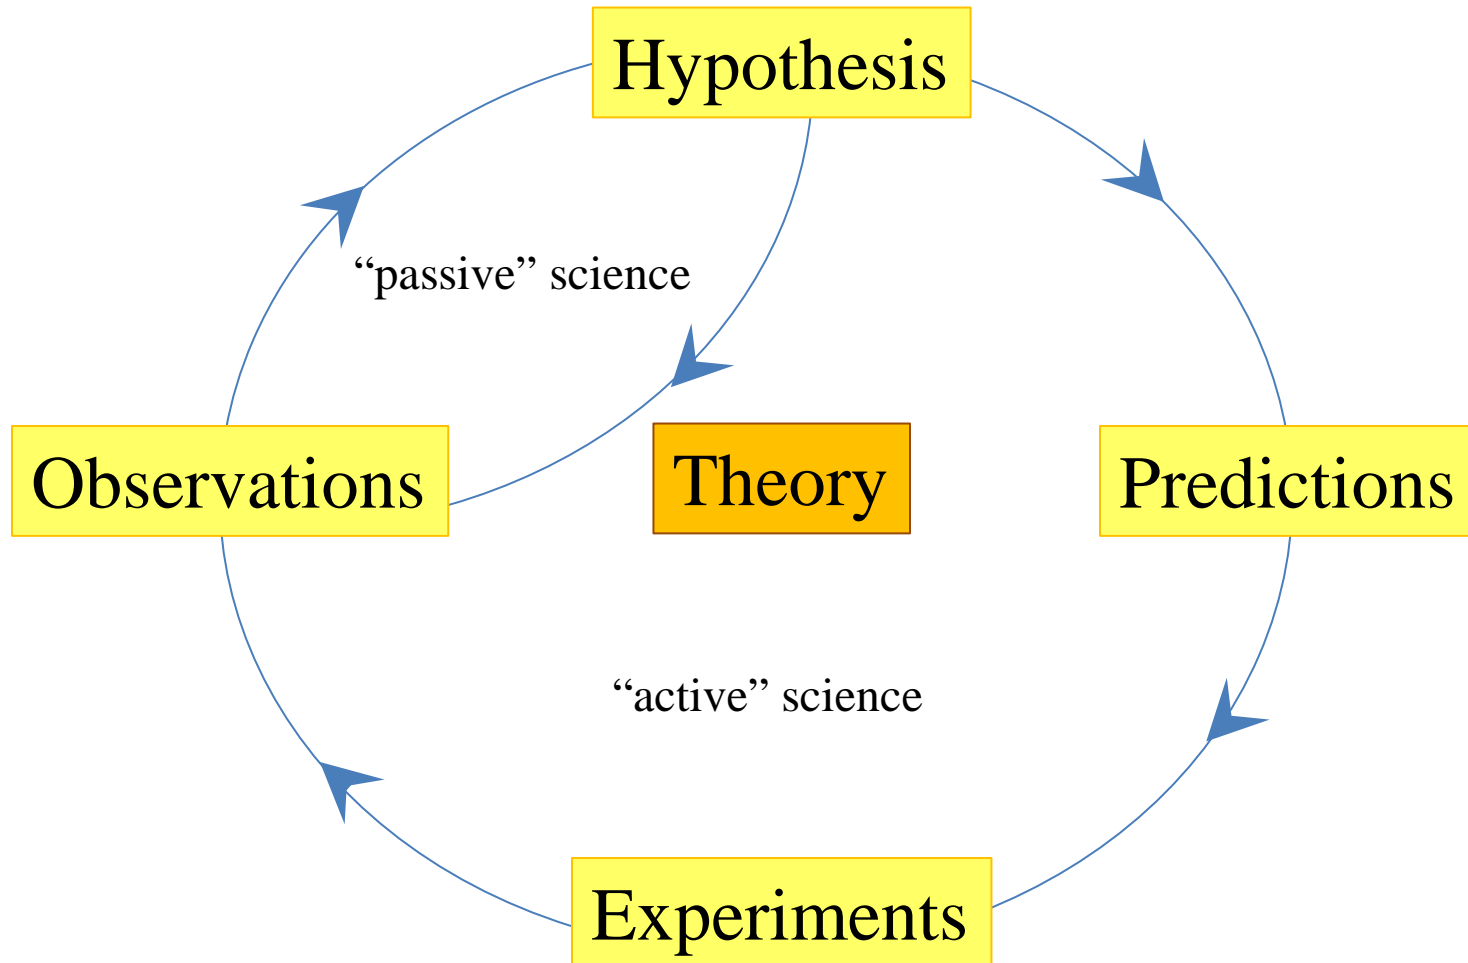 Hypothesis
“passive” science
Observations
Theory
Predictions
“active” science
Experiments